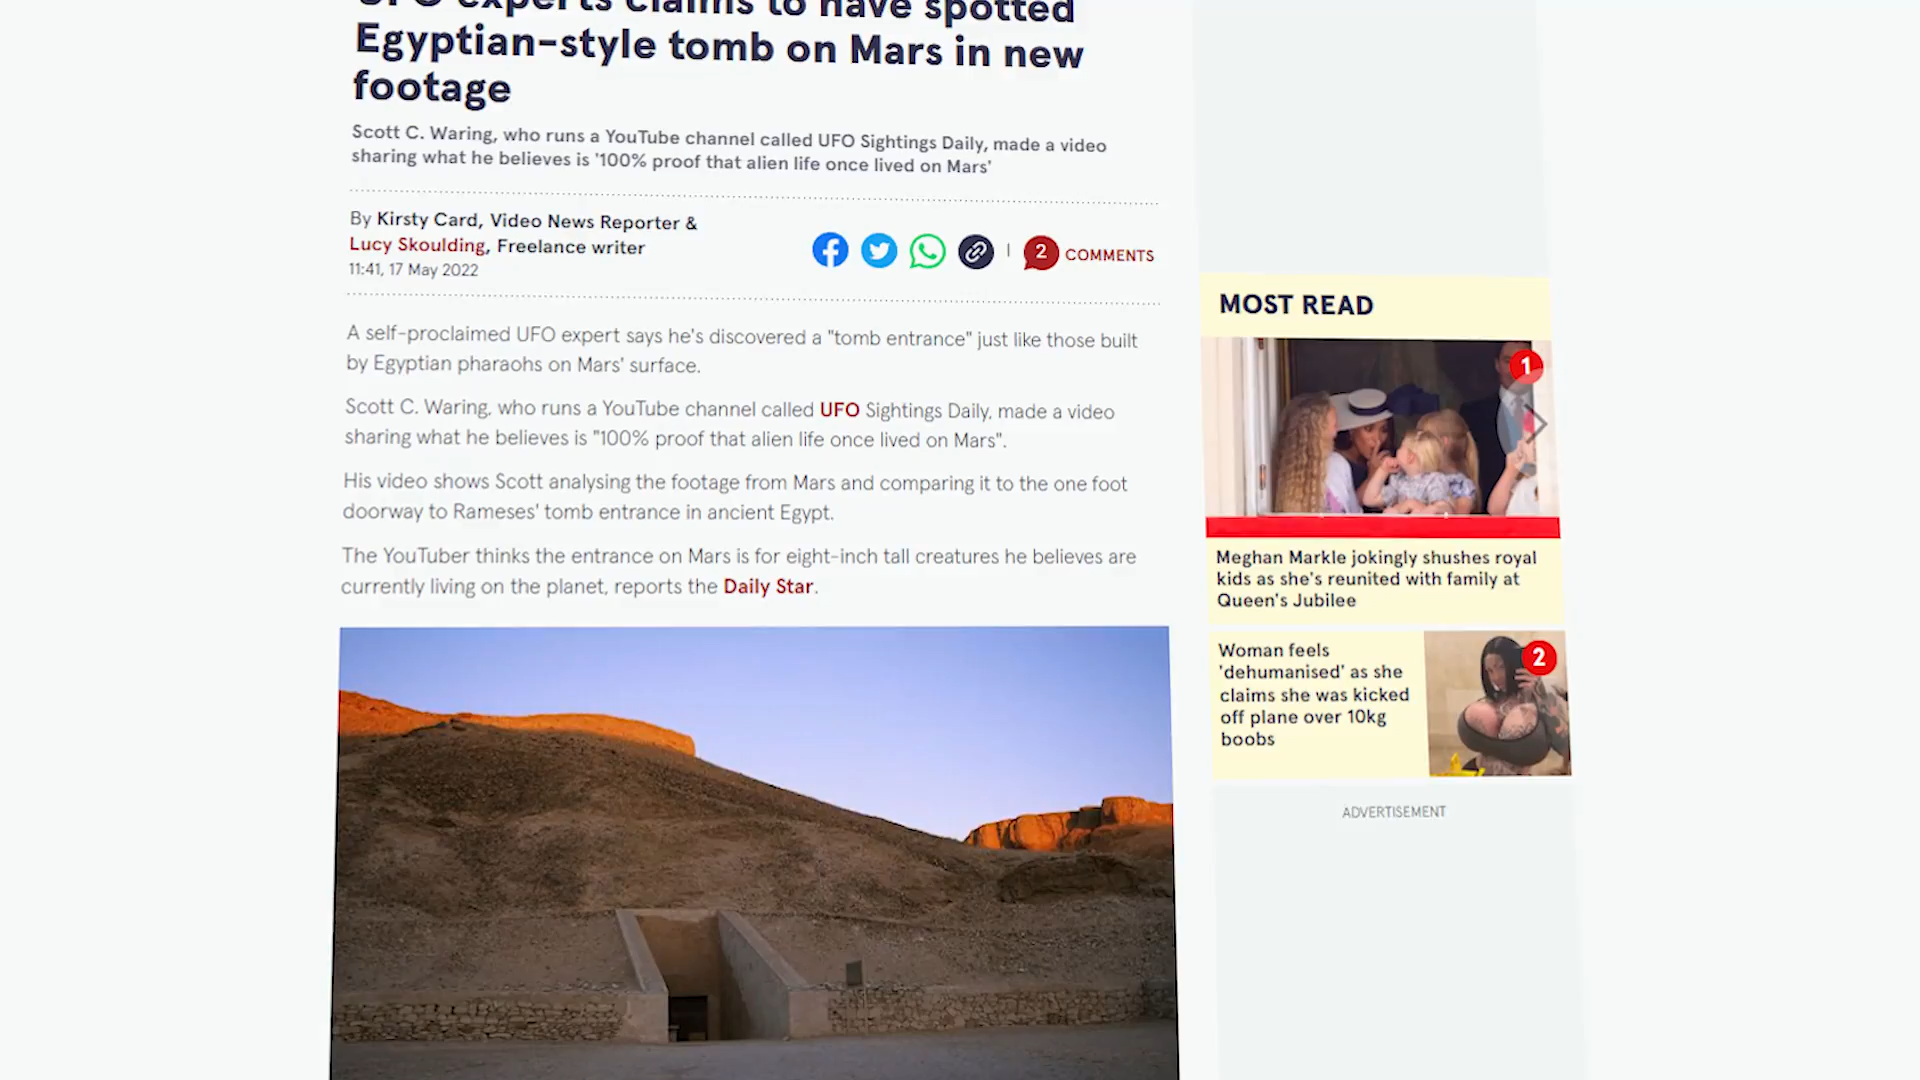 UFO experts claims to have spotted
Egyptian-style tomb on Mars in new
footage
Scott C. Waring, who runs a YouTube channel called UFO Sightings Daily, made a video
sharing what he believes is '100% proof that alien life once lived on Mars'
By Kirsty Card, Video News Reporter &
Lucy Skoulding, Freelance writer
11:41, 17 May 2022
2 COMMENTS
A self-proclaimed UFO expert says he's discovered a "tomb entrance" just like those built
by Egyptian pharaohs on Mars' surface.
Scott C. Waring, who runs a YouTube channel called UFO Sightings Daily, made a video
sharing what he believes is "100% proof that alien life once lived on Mars".
His video shows Scott analysing the footage from Mars and comparing it to the one foot
doorway to Rameses' tomb entrance in ancient Egypt.
The YouTuber thinks the entrance on Mars is for eight-inch tall creatures he believes are
currently living on the planet, reports the Daily Star.
MOST READ
1
Meghan Markle jokingly shushes royal
kids as she's reunited with family at
Queen's Jubilee
Woman feels
'dehumanised' as she
claims she was kicked
off plane over 10kg
boobs
2
ADVERTISEMENT